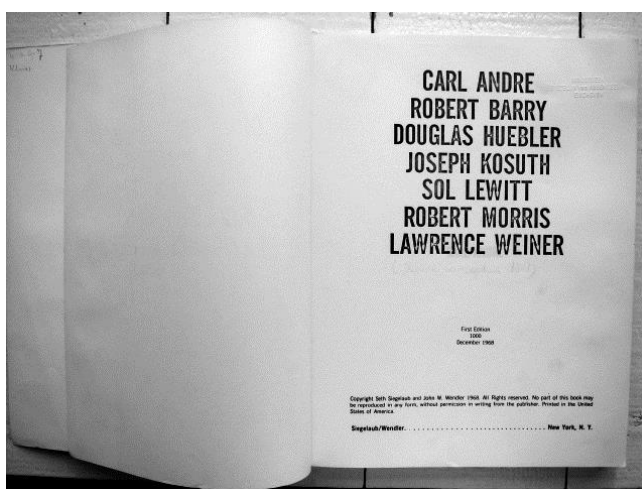 CARL ANDRE
ROBERT BARRY
DOUGLAS HUEBLER
JOSEPH KOSUTH
SOL LEWITT
ROBERT MORRIS
LAWRENCE WEINER
First Edition
1000
December 1968
Copyright Seth Siegelaub and John W. Wendler 1968. All Rights reserved. No part of this book may
be reproduced in any form, without permission in writing from the publisher. Printed in the United
States of America.
Siegelaub/Wendler. . . . . . . . . . . . . . . . . . . . . . . . . . . . . . . . New York, N. Y.